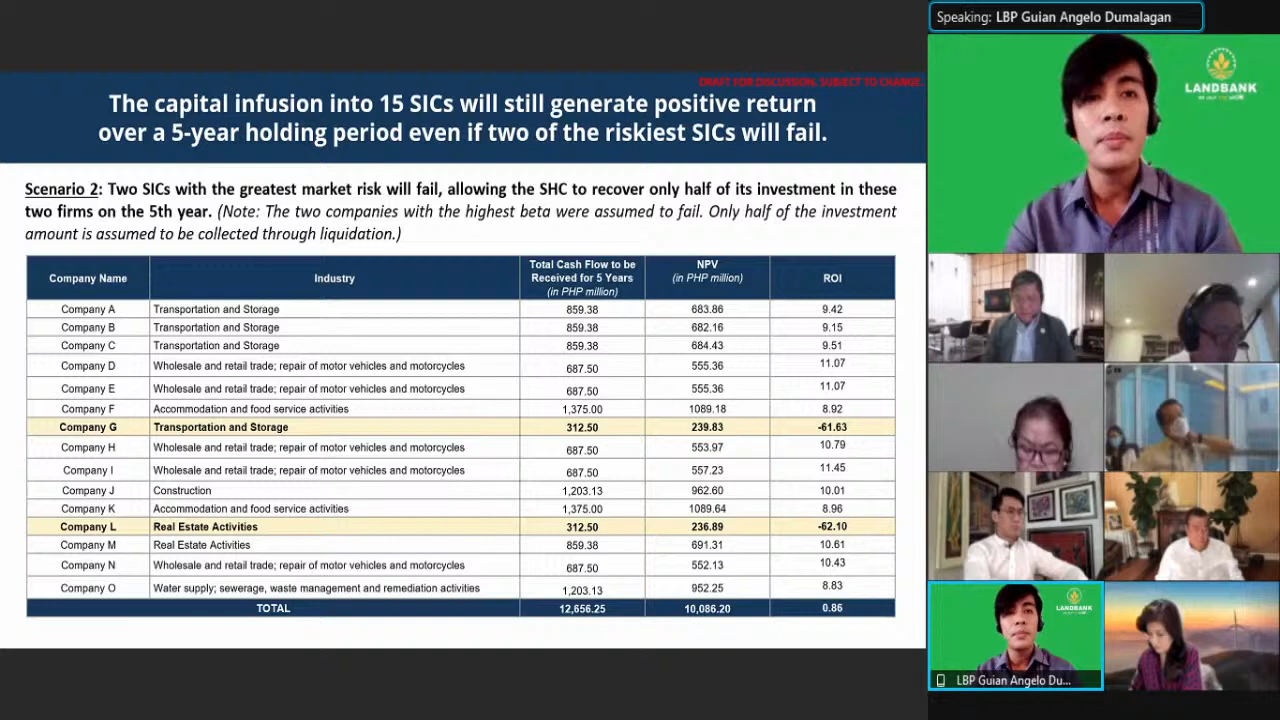 Speaking: LBP Guian Angelo Dumalagan
DRAFT FOR DISCUSSION. SUBJECT TO CHANGE.
The capital infusion into 15 SICs will still generate positive return
over a 5-year holding period even if two of the riskiest SICs will fail.
Scenario 2: Two SICs with the greatest market risk will fail, allowing the SHC to recover only half of its investment in these
two firms on the 5th year. (Note: The two companies with the highest beta were assumed to fail. Only half of the investment
amount is assumed to be collected through liquidation.)
Company Name Industry Total Cash Flow to be Received for 5 Years (in PHP million) NPV (in PHP million) ROI
Company A Transportation and Storage 859.38 683.86 9.42
Company B Transportation and Storage 859.38 682.16 9.15
Company C Transportation and Storage 859.38 684.43 9.51
Company D Wholesale and retail trade; repair of motor vehicles and motorcycles 687.50 555.36 11.07
Company E Wholesale and retail trade; repair of motor vehicles and motorcycles 687.50 555.36 11.07
Company F Accommodation and food service activities 1,375.00 1089.18 8.92
Company G Transportation and Storage 312.50 239.83 -61.63
Company H Wholesale and retail trade; repair of motor vehicles and motorcycles 687.50 553.97 10.79
Company I Wholesale and retail trade; repair of motor vehicles and motorcycles 687.50 557.23 11.45
Company J Construction 1,203.13 962.60 10.01
Company K Accommodation and food service activities 1,375.00 1089.64 8.96
Company L Real Estate Activities 312.50 236.89 -62.10
Company M Real Estate Activities 859.38 691.31 10.61
Company N Wholesale and retail trade; repair of motor vehicles and motorcycles 687.50 552.13 10.43
Company O Water supply; sewerage, waste management and remediation activities 1,203.13 952.25 8.83
TOTAL 12,656.25 10,086.20 0.86
LANDBANK
LANDBANK
LBP Guian Angelo Du...